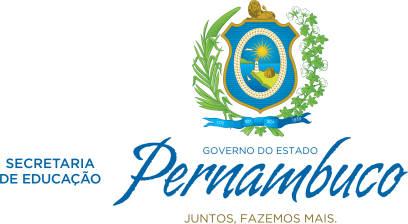 GOVERNO DO ESTADO
SECRETARIA
DE EDUCAÇÃO
Pernambuco
JUNTOS, FAZEMOS MAIS.